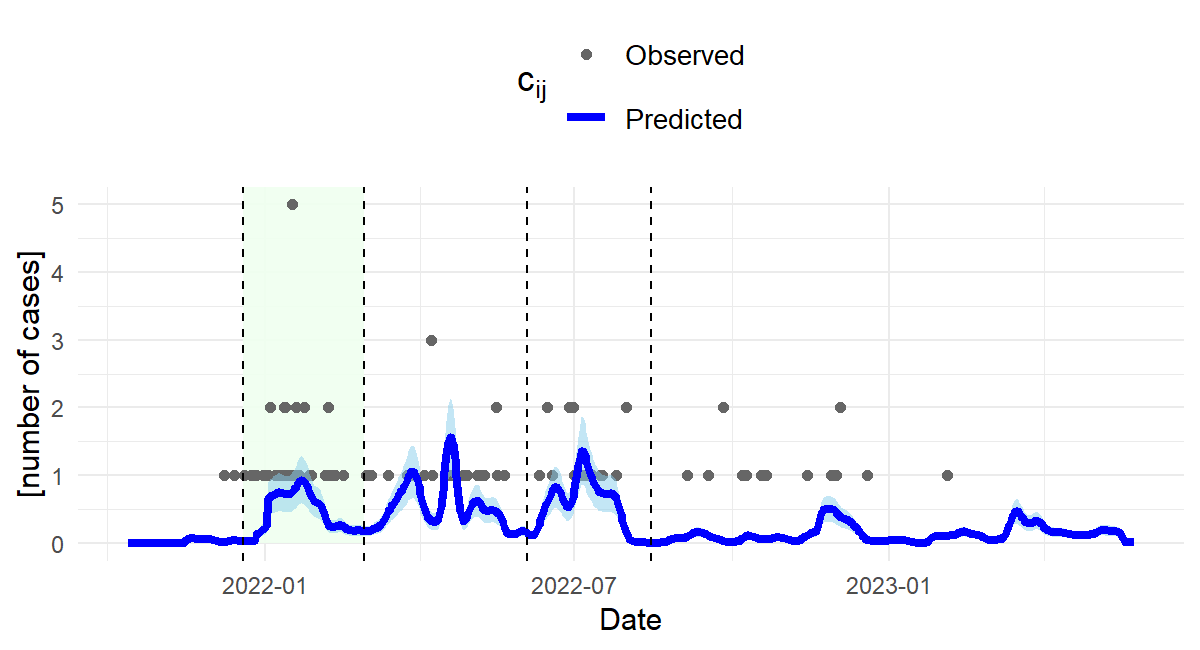 Observed
c_ij
Predicted
[number of cases]
5
4
3
2
1
0
2022-01
2022-07
2023-01
Date